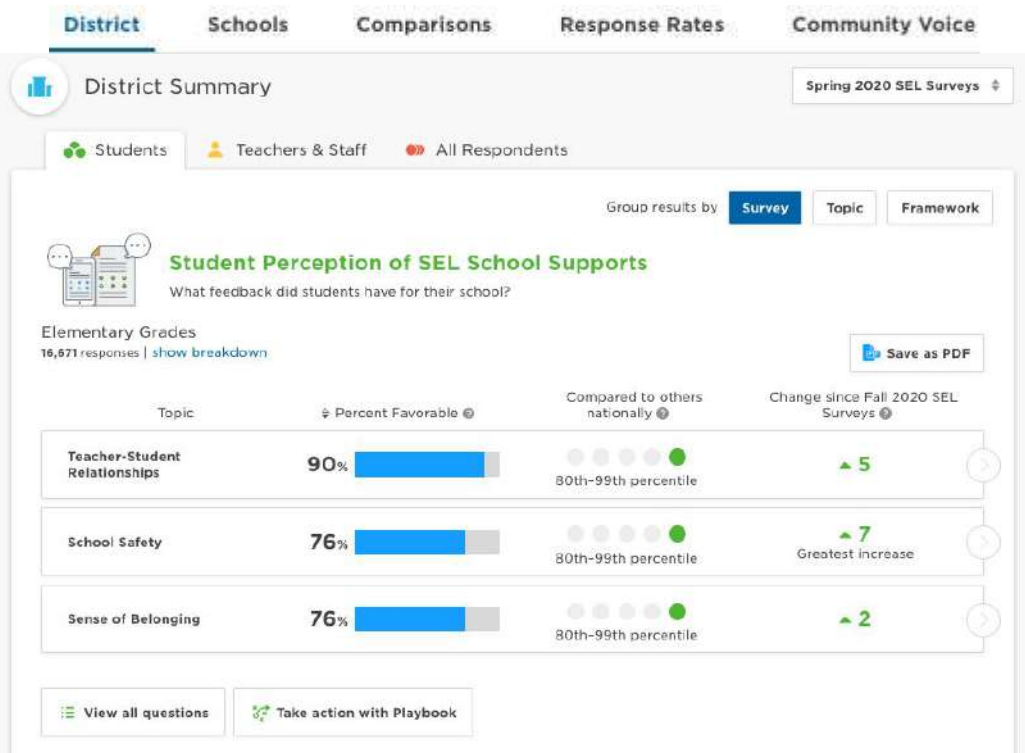 District Schools Comparisons Response Rates Community Voice
District Summary
Spring 2020 SEL Surveys
Students Teachers & Staff All Respondents
Group results by Survey Topic Framework
Student Perception of SEL School Supports
What feedback did students have for their school?
Elementary Grades
16,671 responses | show breakdown
Save as PDF
Topic
Percent Favorable
Compared to others
nationally
Change since Fall 2020 SEL
Surveys
Teacher-Student
Relationships
90%
80th-99th percentile
5
School Safety
76%
80th-99th percentile
7
Greatest increase
Sense of Belonging
76%
80th-99th percentile
2
View all questions
Take action with Playbook